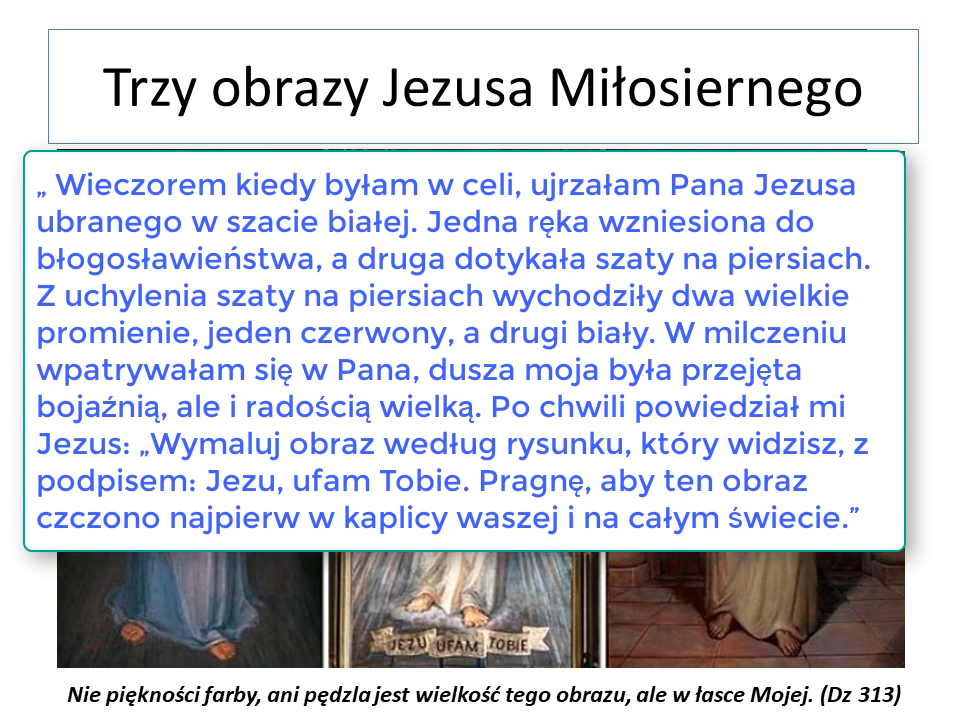 Trzy obrazy Jezusa Miłosiernego
„ Wieczorem kiedy byłam w celi, ujrzałam Pana Jezusa
ubranego w szacie białej. Jedna ręka wzniesiona do
błogosławieństwa, a druga dotykała szaty na piersiach.
Z uchylenia szaty na piersiach wychodziły dwa wielkie
promienie, jeden czerwony, a drugi biały. W milczeniu
wpatrywałam się w Pana, dusza moja była przejęta
bojaźnią, ale i radością wielką. Po chwili powiedział mi
Jezus: „Wymaluj obraz według rysunku, który widzisz, z
podpisem: Jezu, ufam Tobie. Pragnę, aby ten obraz
czczono najpierw w kaplicy waszej i na całym świecie.”
JEZU UFAM TOBIE
Nie piękności farby, ani pędzla jest wielkość tego obrazu, ale w łasce Mojej. (Dz 313)